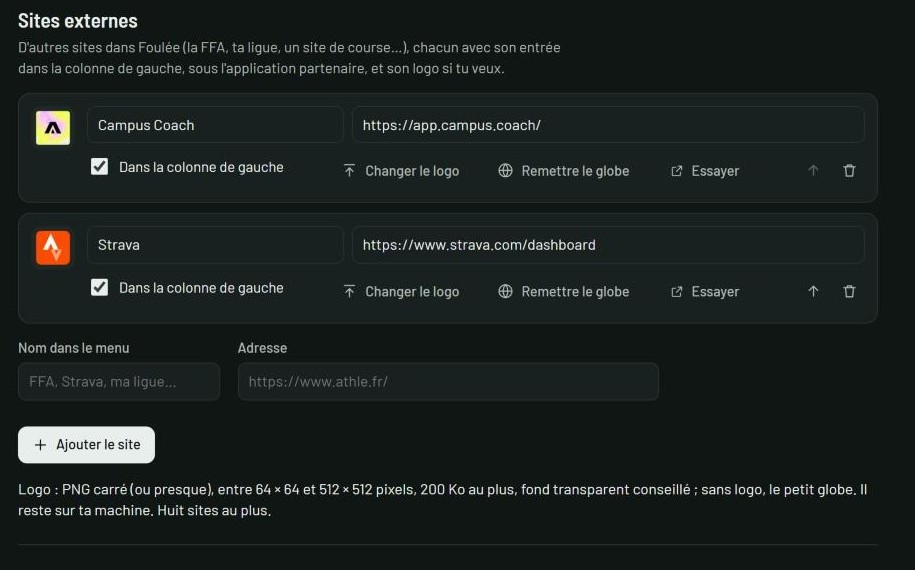 Sites externes
D'autres sites dans Foulée (la FFA, ta ligue, un site de course...), chacun avec son entrée
dans la colonne de gauche, sous l'application partenaire, et son logo si tu veux.
Campus Coach https://app.campus.coach/
Dans la colonne de gauche Changer le logo Remettre le globe Essayer
Strava https://www.strava.com/dashboard
Dans la colonne de gauche Changer le logo Remettre le globe Essayer
Nom dans le menu Adresse
FFA, Strava, ma ligue... https://www.athle.fr/
Ajouter le site
Logo : PNG carré (ou presque), entre 64 × 64 et 512 × 512 pixels, 200 Ko au plus, fond transparent conseillé ; sans logo, le petit globe. Il
reste sur ta machine. Huit sites au plus.